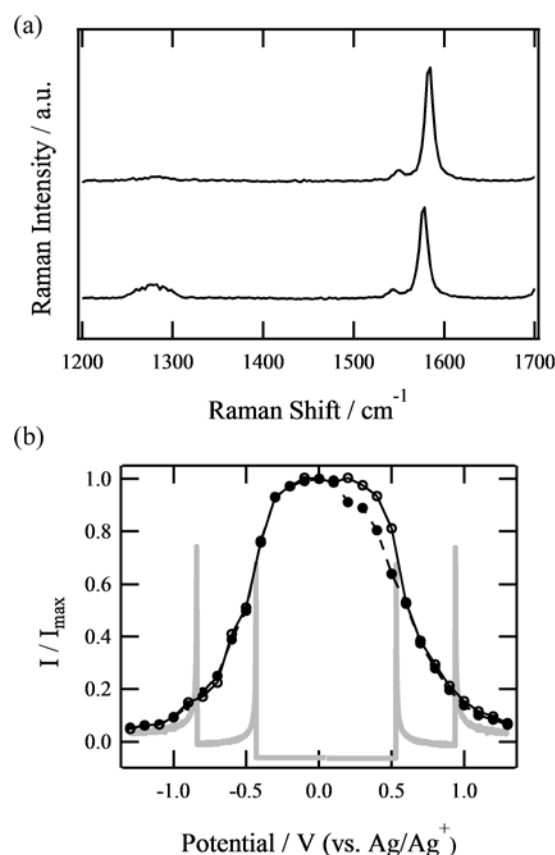 (a)
Raman Intensity / a.u.
1200 1300 1400 1500 1600 1700
Raman Shift / cm⁻¹
(b)
1.0
0.8
0.6
0.4
0.2
0.0
I / Imax
-1.0 -0.5 0.0 0.5 1.0
Potential / V (vs. Ag/Ag⁺)